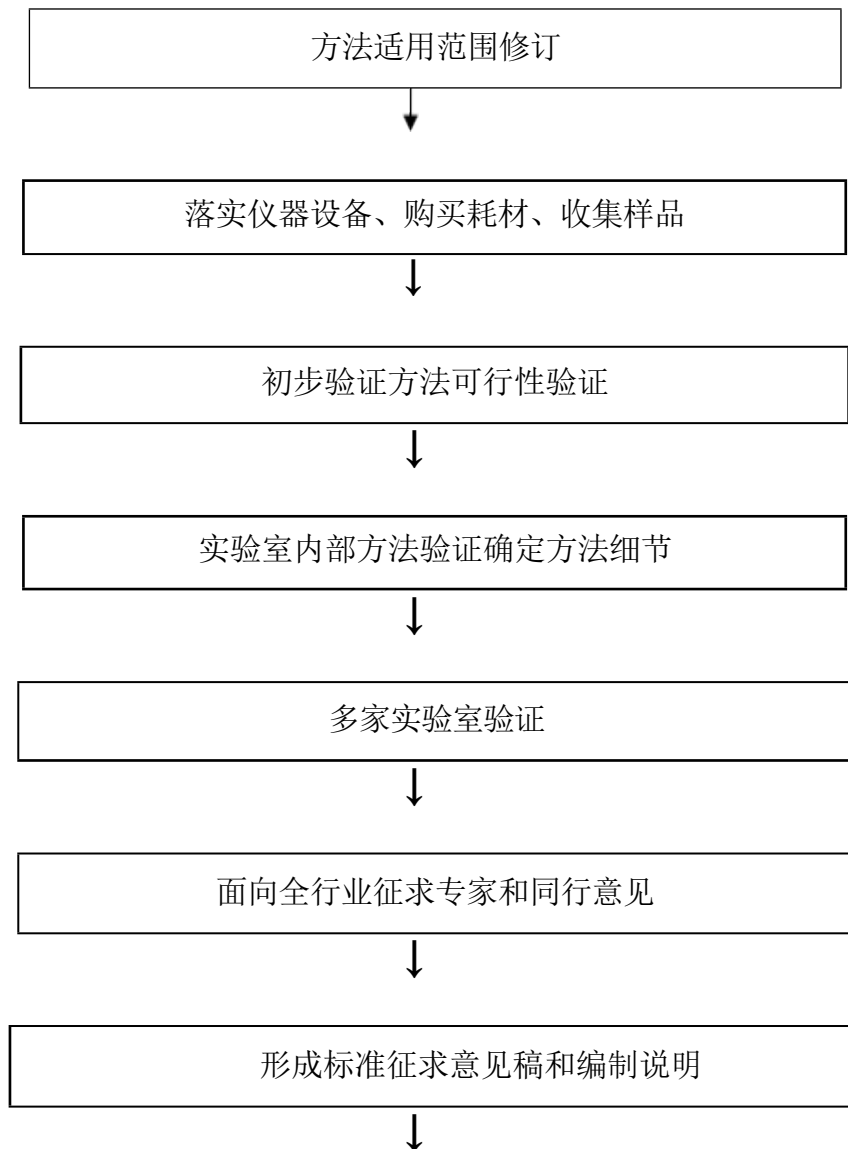 方法适用范围修订
落实仪器设备、购买耗材、收集样品
初步验证方法可行性验证
实验室内部方法验证确定方法细节
多家实验室验证
面向全行业征求专家和同行意见
形成标准征求意见稿和编制说明